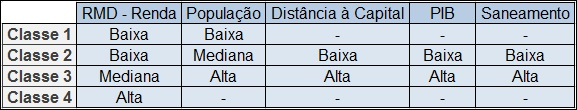 RMD - Renda População Distância à Capital PIB Saneamento
Classe 1 Baixa Baixa - - -
Classe 2 Baixa Mediana Baixa Baixa Baixa
Classe 3 Mediana Alta Alta Alta Alta
Classe 4 Alta - - - -